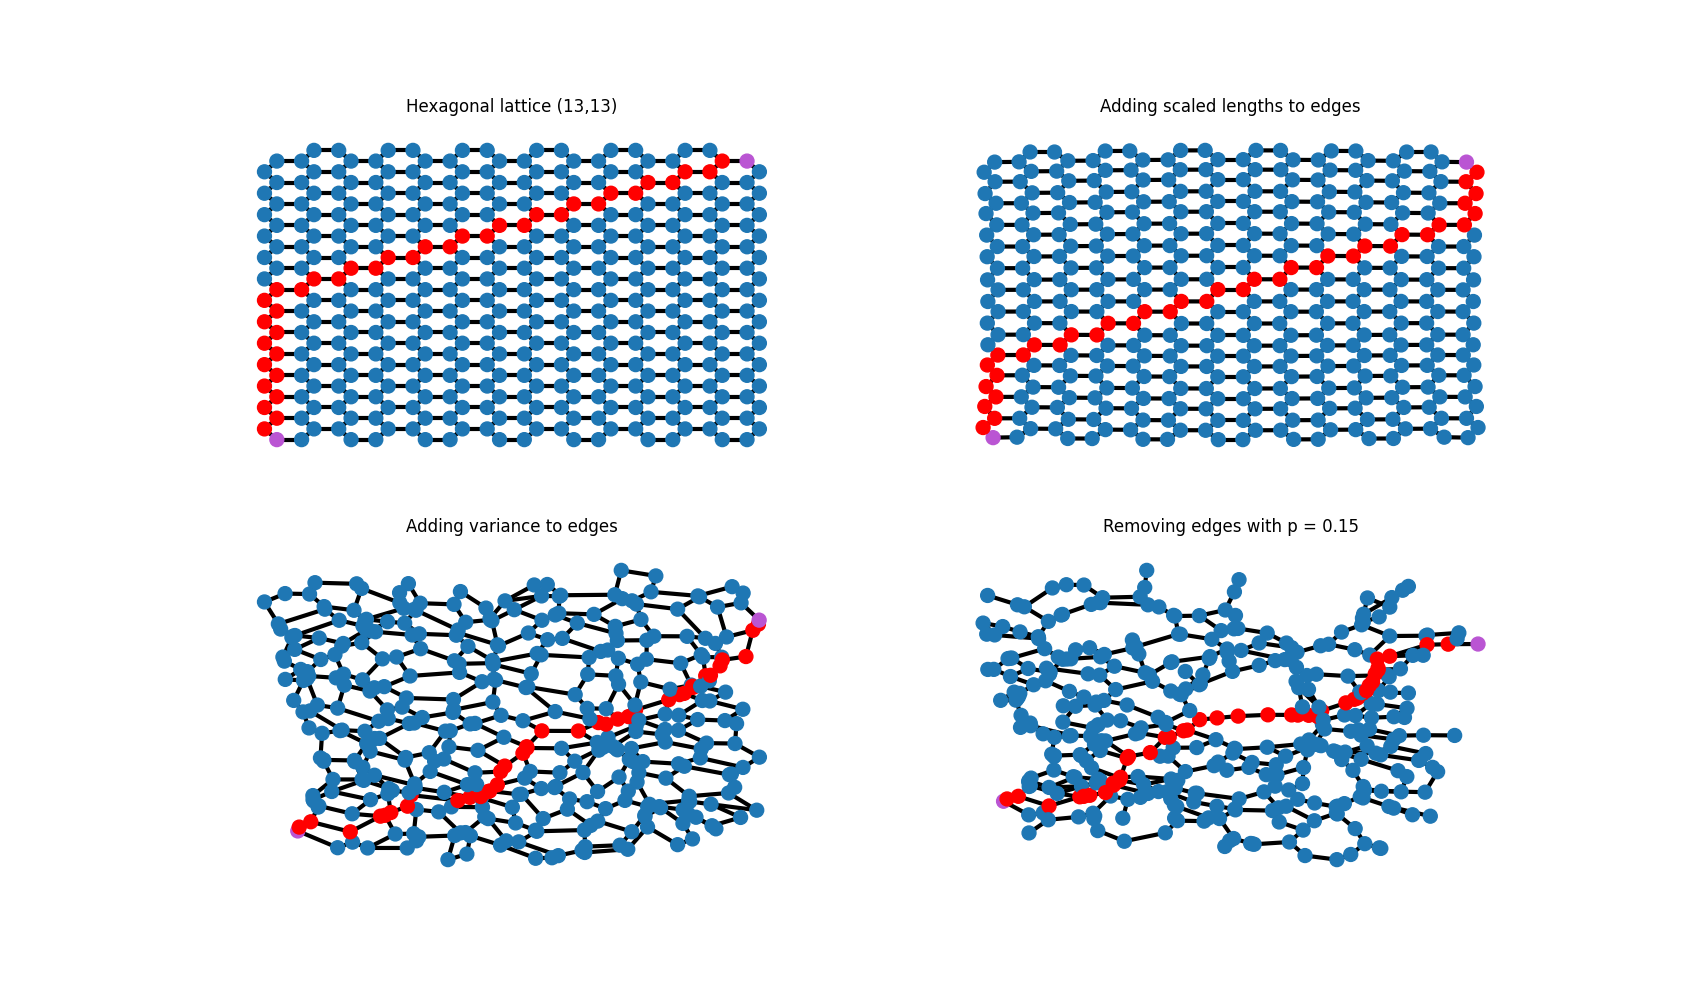 Hexagonal lattice (13,13)
Adding scaled lengths to edges
Adding variance to edges
Removing edges with p = 0.15